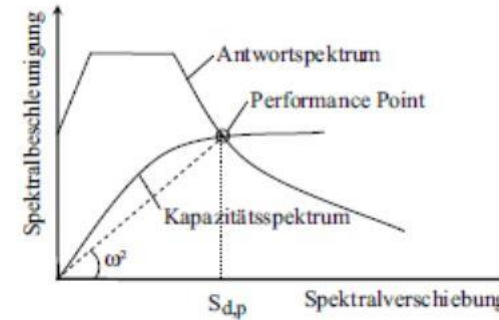 Spektralbeschleunigung
Antwortspektrum
Performance Point
Kapazitätsspektrum
ω²
Sd,p
Spektralverschiebung